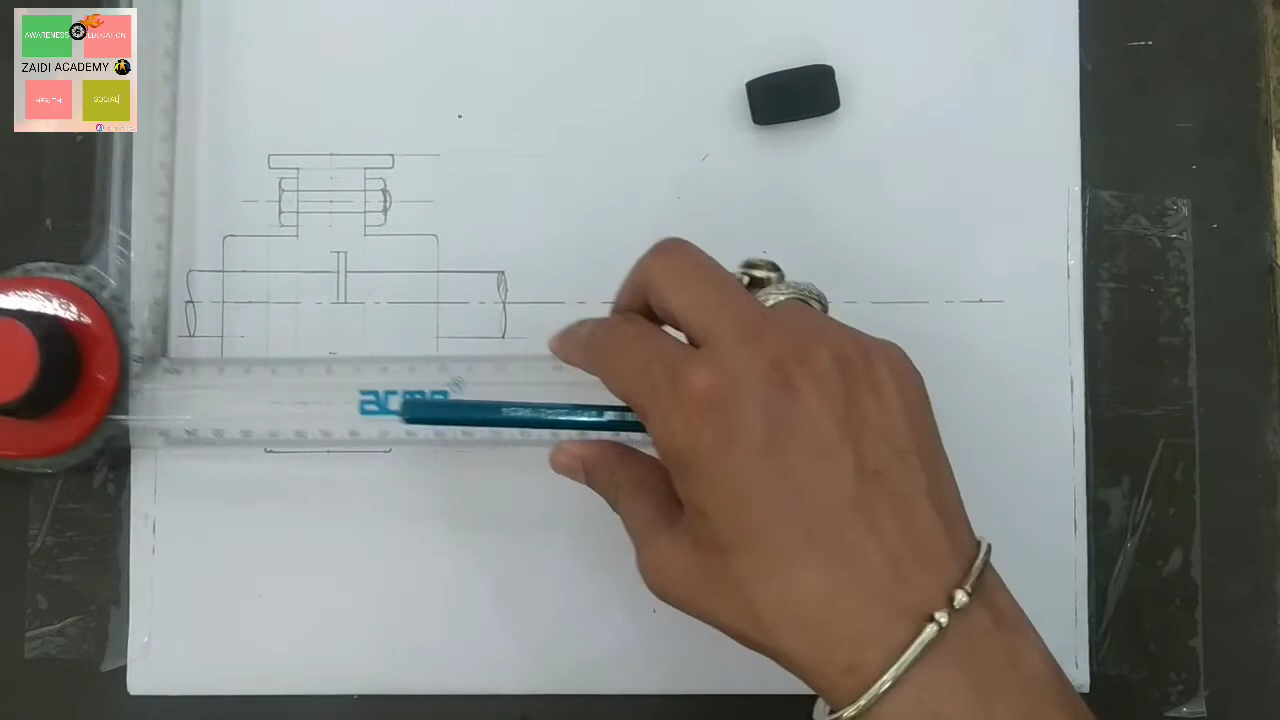 AWARENESS
EDUCATION
ZAIDI ACADEMY
HEALTH
SOCIAL
acme®